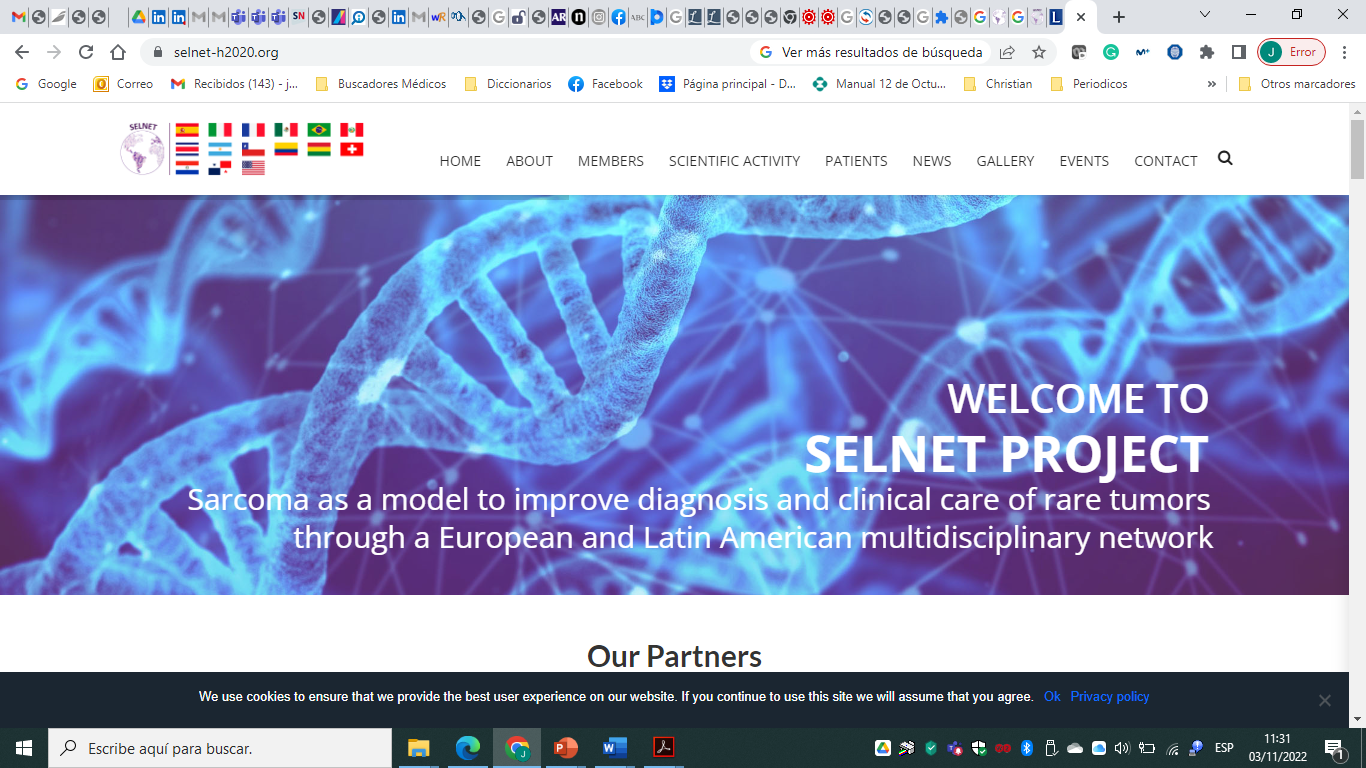 selnet-h2020.org
Ver más resultados de búsqueda
J Error
Google Correo Recibidos (143) - j... Buscadores Médicos Diccionarios Facebook Página principal - D... Manual 12 de Octu... Christian Periodicos » Otros marcadores
SELNET
HOME ABOUT MEMBERS SCIENTIFIC ACTIVITY PATIENTS NEWS GALLERY EVENTS CONTACT
WELCOME TO
SELNET PROJECT
Sarcoma as a model to improve diagnosis and clinical care of rare tumors
through a European and Latin American multidisciplinary network
Our Partners
We use cookies to ensure that we provide the best user experience on our website. If you continue to use this site we will assume that you agree. Ok Privacy policy
Escribe aquí para buscar.
ESP
11:31
03/11/2022
1